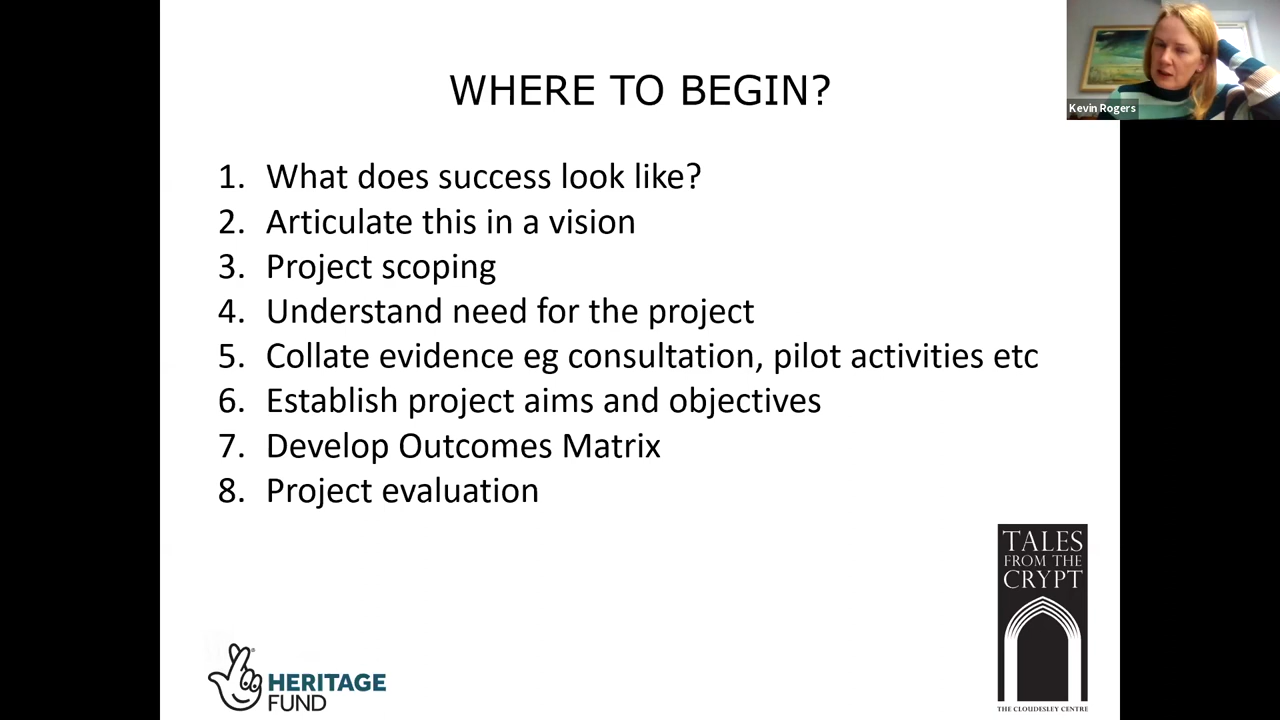 WHERE TO BEGIN?
Kevin Rogers
1. What does success look like?
2. Articulate this in a vision
3. Project scoping
4. Understand need for the project
5. Collate evidence eg consultation, pilot activities etc
6. Establish project aims and objectives
7. Develop Outcomes Matrix
8. Project evaluation
TALES
FROM THE
CRYPT
THE CLOUDESLEY CENTRE
HERITAGE
FUND